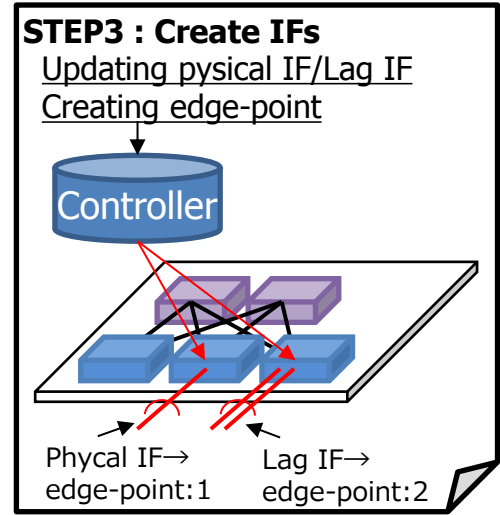 STEP3 : Create IFs
Updating pysical IF/Lag IF
Creating edge-point
Controller
Phycal IF→
edge-point:1
Lag IF→
edge-point:2